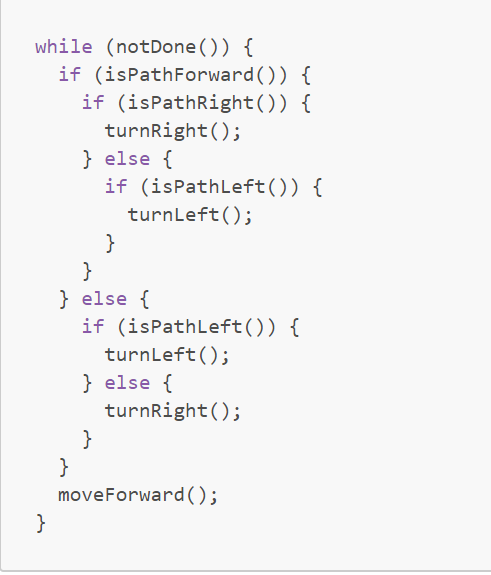 while (notDone()) {
  if (isPathForward()) {
    if (isPathRight()) {
      turnRight();
    } else {
      if (isPathLeft()) {
        turnLeft();
      }
    }
  } else {
    if (isPathLeft()) {
      turnLeft();
    } else {
      turnRight();
    }
  }
  moveForward();
}